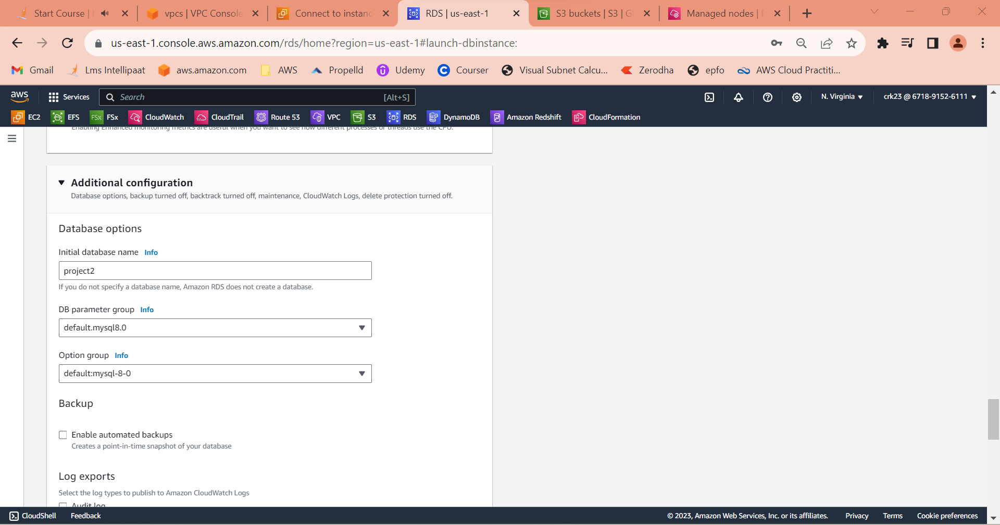 Start Course |
vpcs | VPC Console
Connect to instanc
RDS | us-east-1
S3 buckets | S3 | Gl
Managed nodes |
us-east-1.console.aws.amazon.com/rds/home?region=us-east-1#launch-dbinstance:
Gmail
Lms Intellipaat
aws.amazon.com
AWS
Propelld
Udemy
Courser
Visual Subnet Calcu...
Zerodha
epfo
AWS Cloud Practiti...
aws
Services
Search
[Alt+S]
N. Virginia
crk23 @ 6718-9152-6111
EC2
EFS
FSx
FSx
CloudWatch
CloudTrail
Route 53
VPC
S3
RDS
DynamoDB
Amazon Redshift
CloudFormation
Enabling Enhanced monitoring metrics are useful when you want to see how different processes or threads use the CPU.
Additional configuration
Database options, backup turned off, backtrack turned off, maintenance, CloudWatch Logs, delete protection turned off.
Database options
Initial database name Info
project2
If you do not specify a database name, Amazon RDS does not create a database.
DB parameter group Info
default.mysql8.0
Option group Info
default:mysql-8-0
Backup
Enable automated backups
Creates a point-in-time snapshot of your database
Log exports
Select the log types to publish to Amazon CloudWatch Logs
Audit log
CloudShell
Feedback
© 2023, Amazon Web Services, Inc. or its affiliates.
Privacy
Terms
Cookie preferences